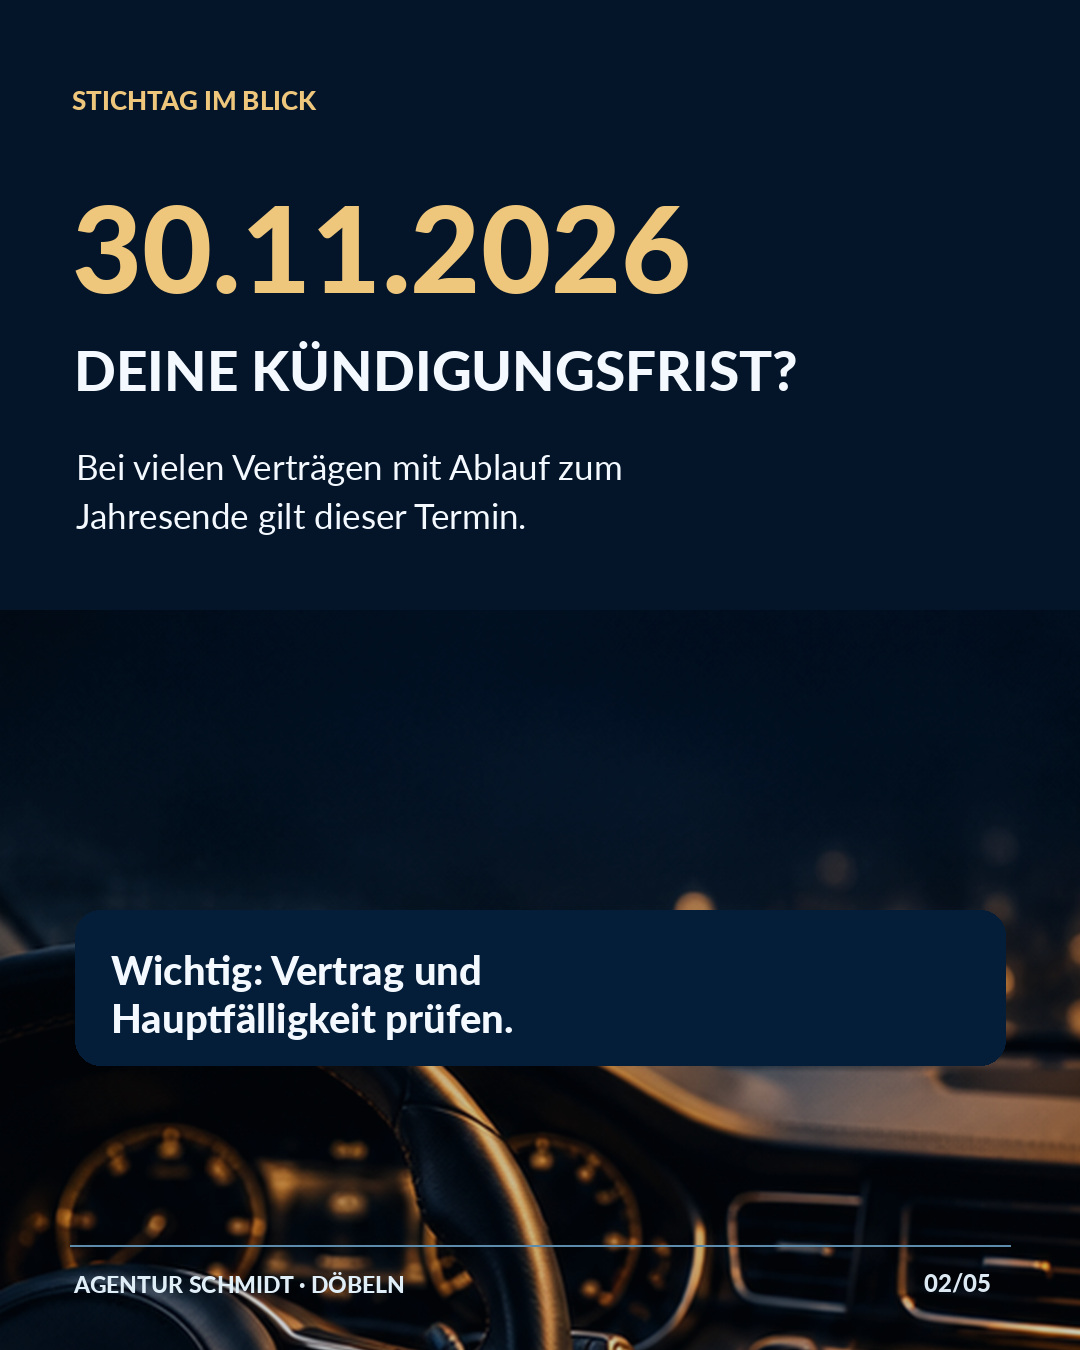 STICHTAG IM BLICK
30.11.2026
DEINE KÜNDIGUNGSFRIST?
Bei vielen Verträgen mit Ablauf zum
Jahresende gilt dieser Termin.
Wichtig: Vertrag und
Hauptfälligkeit prüfen.
AGENTUR SCHMIDT · DÖBELN
02/05